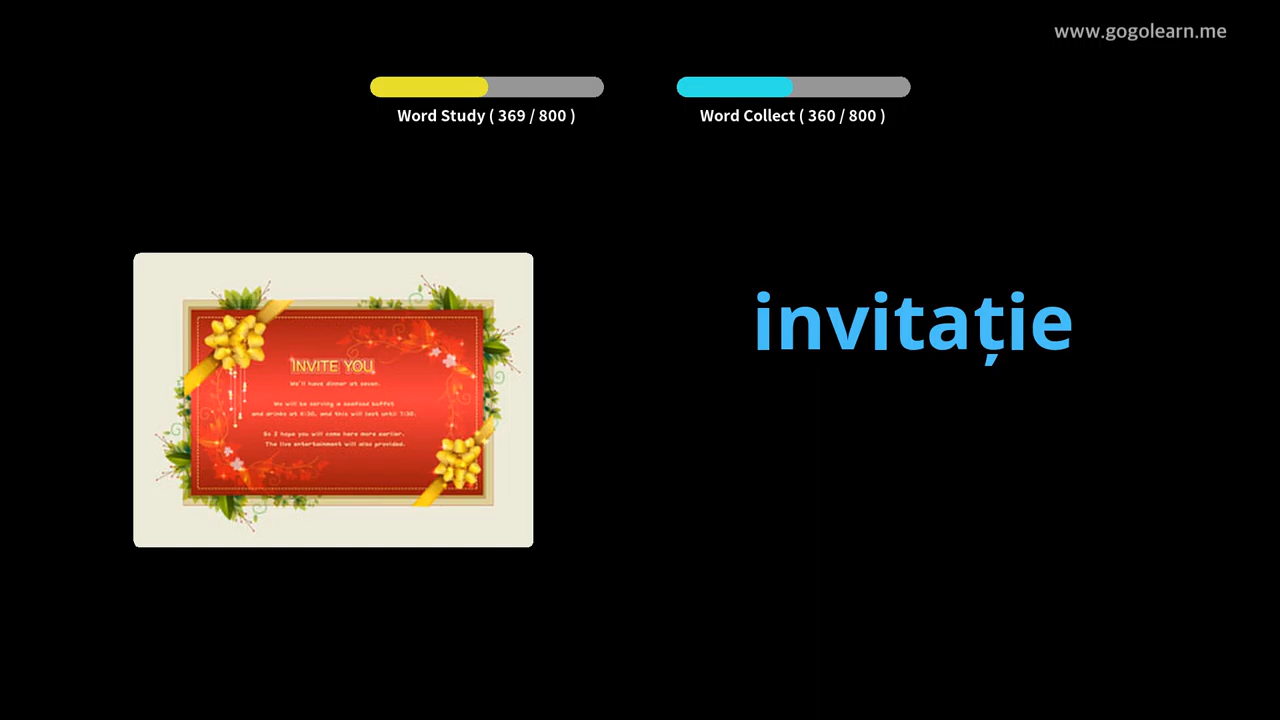 www.gogolearn.me
Word Study ( 369 / 800 )
Word Collect ( 360 / 800 )
invitație
INVITE YOU
We'll have dinner at seven.
We will be serving a seafood buffet
and drinks at 6:30, and this will last until 7:30.
So I hope you will come here more earlier.
The live entertainment will also provided.